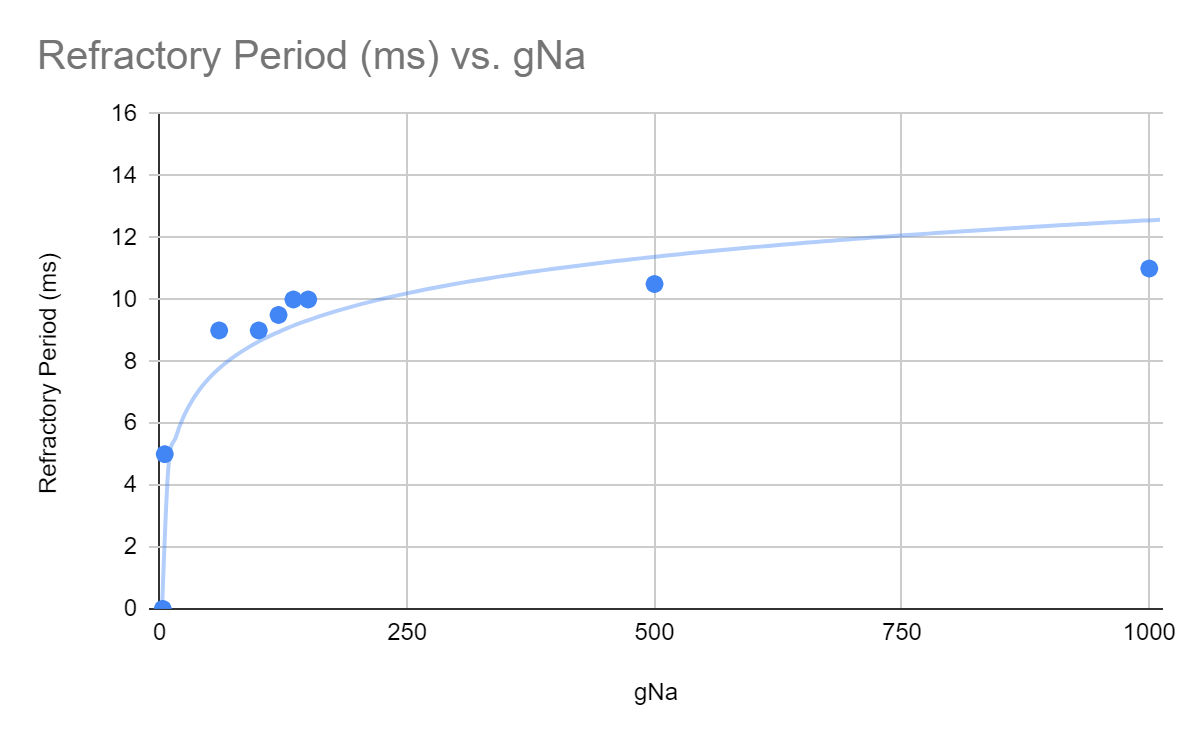 Refractory Period (ms) vs. gNa
16
14
12
10
8
6
4
2
0
Refractory Period (ms)
0 250 500 750 1000
gNa